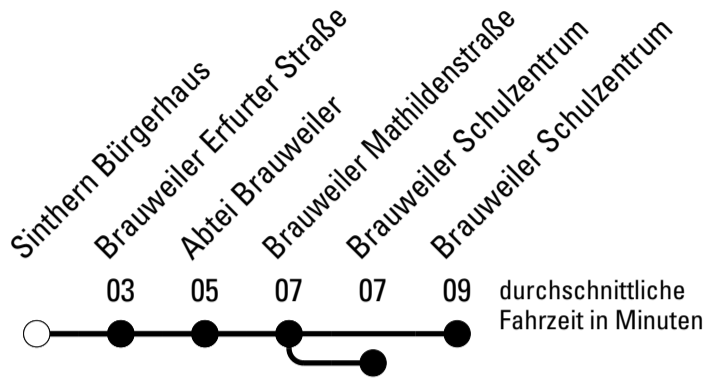 Sinthern Bürgerhaus
Brauweiler Erfurter Straße
Abtei Brauweiler
Brauweiler Mathildenstraße
Brauweiler Schulzentrum
Brauweiler Schulzentrum
03 05 07 07 09
durchschnittliche
Fahrzeit in Minuten